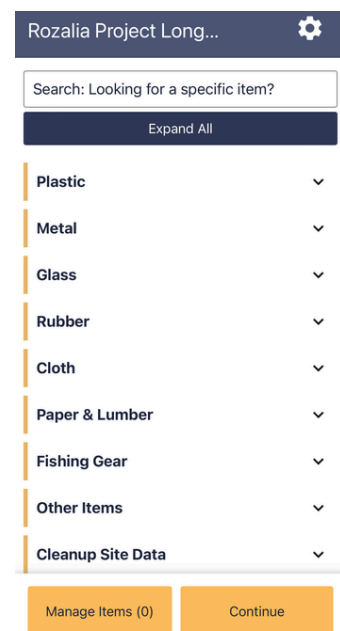 Rozalia Project Long...
Search: Looking for a specific item?
Expand All
Plastic
Metal
Glass
Rubber
Cloth
Paper & Lumber
Fishing Gear
Other Items
Cleanup Site Data
Manage Items (0)
Continue